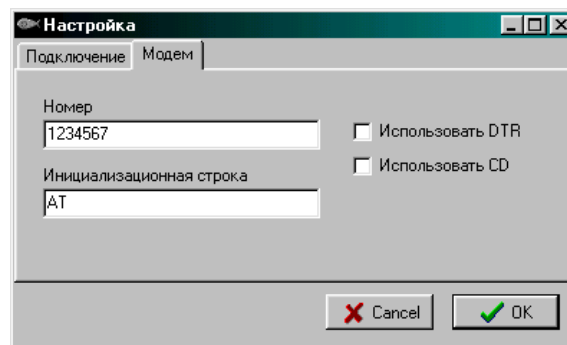 Настройка
Подключение Модем
Номер
1234567
Использовать DTR
Использовать CD
Инициализационная строка
AT
Cancel OK